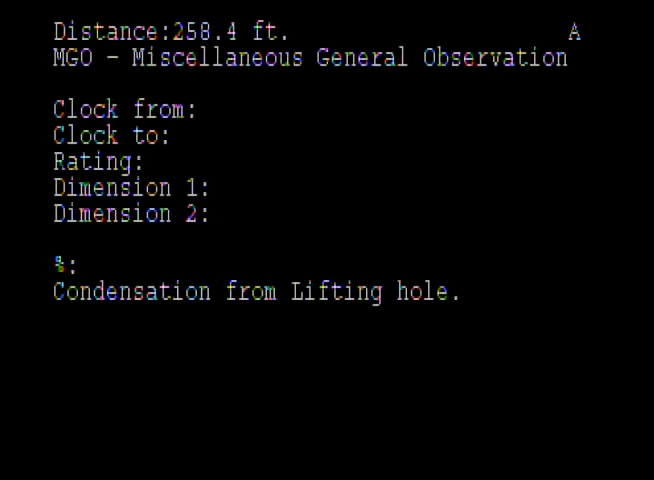 Distance:258.4 ft. A
MGO - Miscellaneous General Observation
Clock from:
Clock to:
Rating:
Dimension 1:
Dimension 2:
%:
Condensation from Lifting hole.